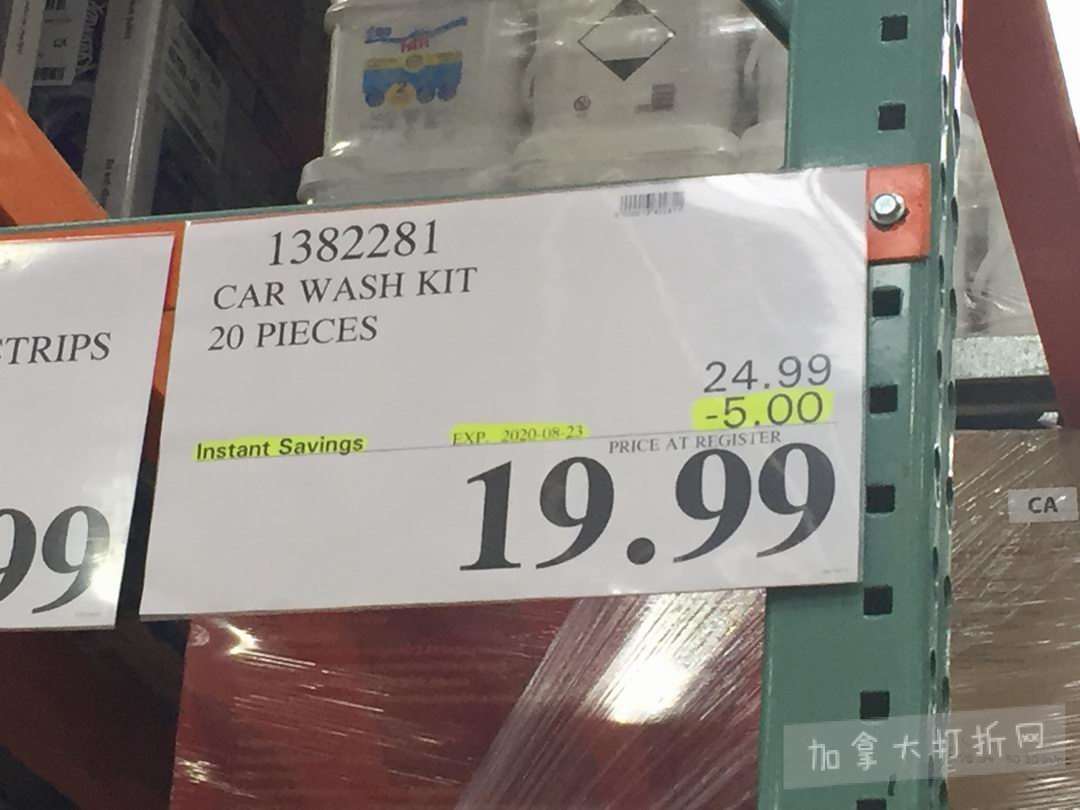 1382281
CAR WASH KIT
20 PIECES
24.99
-5.00
Instant Savings
EXP. 2020-08-23
PRICE AT REGISTER
19.99
TRIPS
99
CA
加拿大打折网